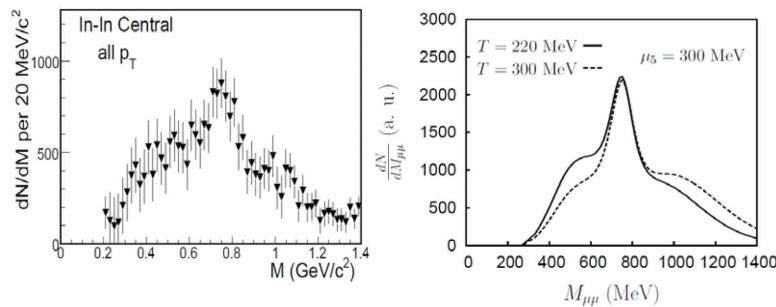 In-In Central
all p_T
dN/dM per 20 MeV/c²
1000
500
0
0 0.2 0.4 0.6 0.8 1 1.2 1.4
M (GeV/c²)
3000
2500
2000
1500
1000
500
0
T = 220 MeV
T = 300 MeV
μ₅ = 300 MeV
dN/dM_μμ (a. u.)
0 200 400 600 800 1000 1200 1400
M_μμ (MeV)